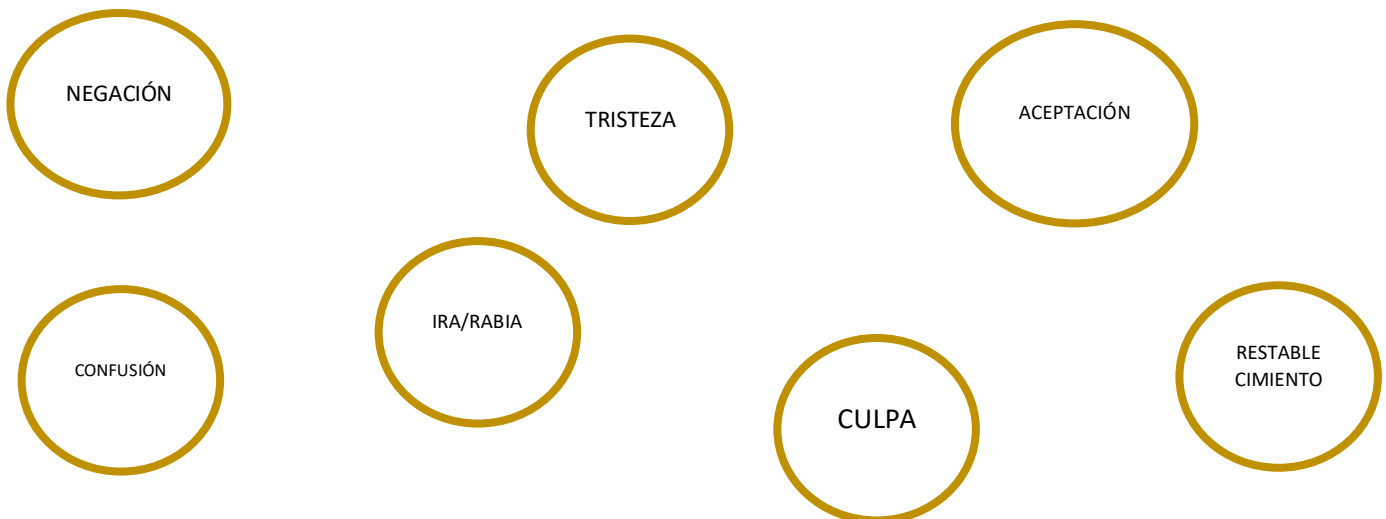 NEGACIÓN
TRISTEZA
ACEPTACIÓN
IRA/RABIA
CONFUSIÓN
CULPA
RESTABLE
CIMIENTO